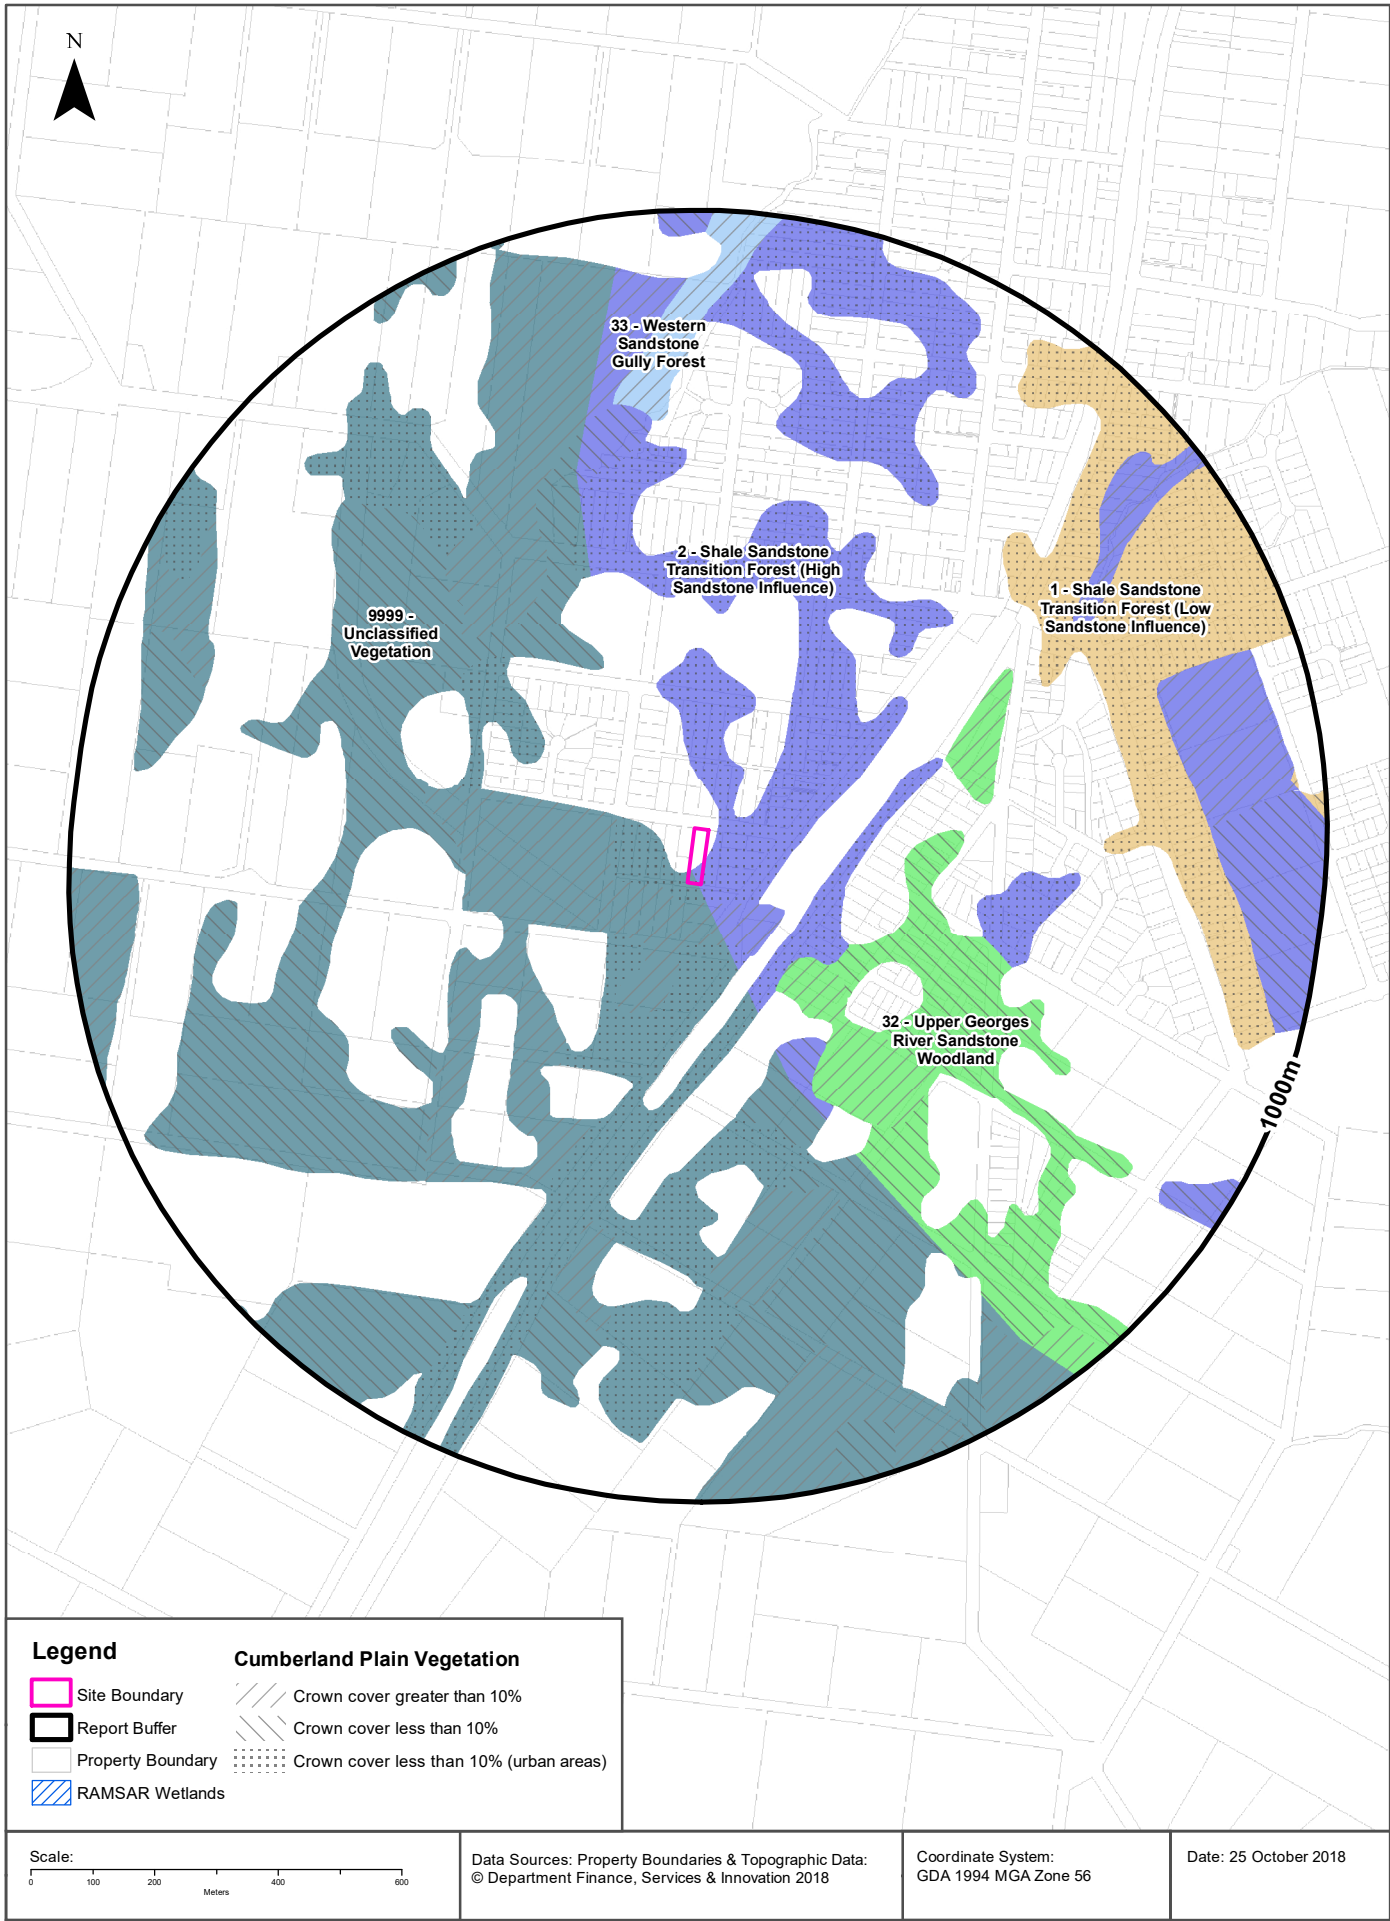 N
33 - Western
Sandstone
Gully Forest
2 - Shale Sandstone
Transition Forest (High
Sandstone Influence)
1 - Shale Sandstone
Transition Forest (Low
Sandstone Influence)
9999 -
Unclassified
Vegetation
32 - Upper Georges
River Sandstone
Woodland
1000m
Legend
Site Boundary
Report Buffer
Property Boundary
RAMSAR Wetlands
Cumberland Plain Vegetation
Crown cover greater than 10%
Crown cover less than 10%
Crown cover less than 10% (urban areas)
Scale:
0 100 200 400 600
Meters
Data Sources: Property Boundaries & Topographic Data:
© Department Finance, Services & Innovation 2018
Coordinate System:
GDA 1994 MGA Zone 56
Date: 25 October 2018